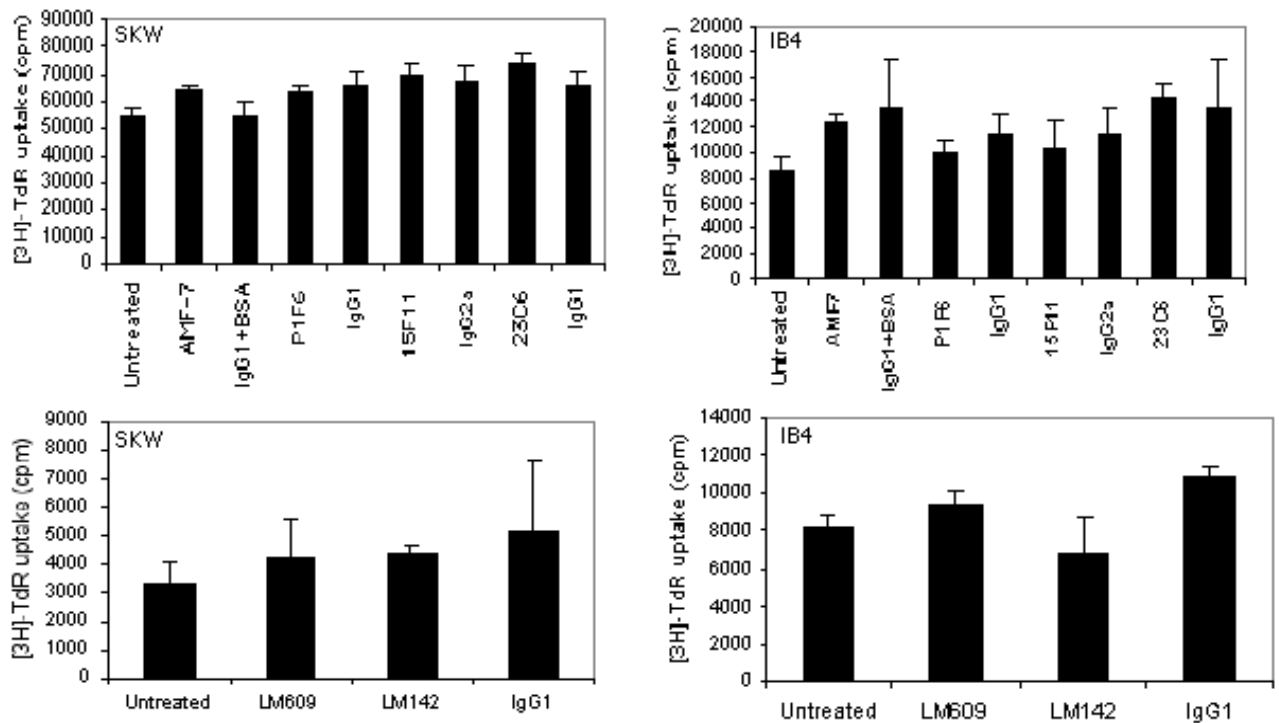 SKW
[3H]-TdR uptake (cpm)
90000
80000
70000
60000
50000
40000
30000
20000
10000
0
Untreated
AMF-7
IgG1+BSA
P1F6
IgG1
15F11
IgG2a
23C6
IgG1
IB4
[3H]-TdR uptake (cpm)
20000
18000
16000
14000
12000
10000
8000
6000
4000
2000
0
Untreated
AMF7
IgG1+BSA
P1F6
IgG1
15F11
IgG2a
23C6
IgG1
SKW
[3H]-TdR uptake (cpm)
9000
8000
7000
6000
5000
4000
3000
2000
1000
0
Untreated
LM609
LM142
IgG1
IB4
[3H]-TdR uptake (cpm)
14000
12000
10000
8000
6000
4000
2000
0
Untreated
LM609
LM142
IgG1